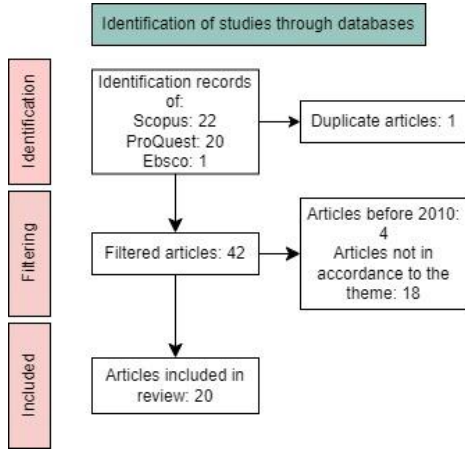 Identification of studies through databases
Identification
Identification records
of:
Scopus: 22
ProQuest: 20
Ebsco: 1
Duplicate articles: 1
Filtering
Filtered articles: 42
Articles before 2010:
4
Articles not in
accordance to the
theme: 18
Included
Articles included in
review: 20